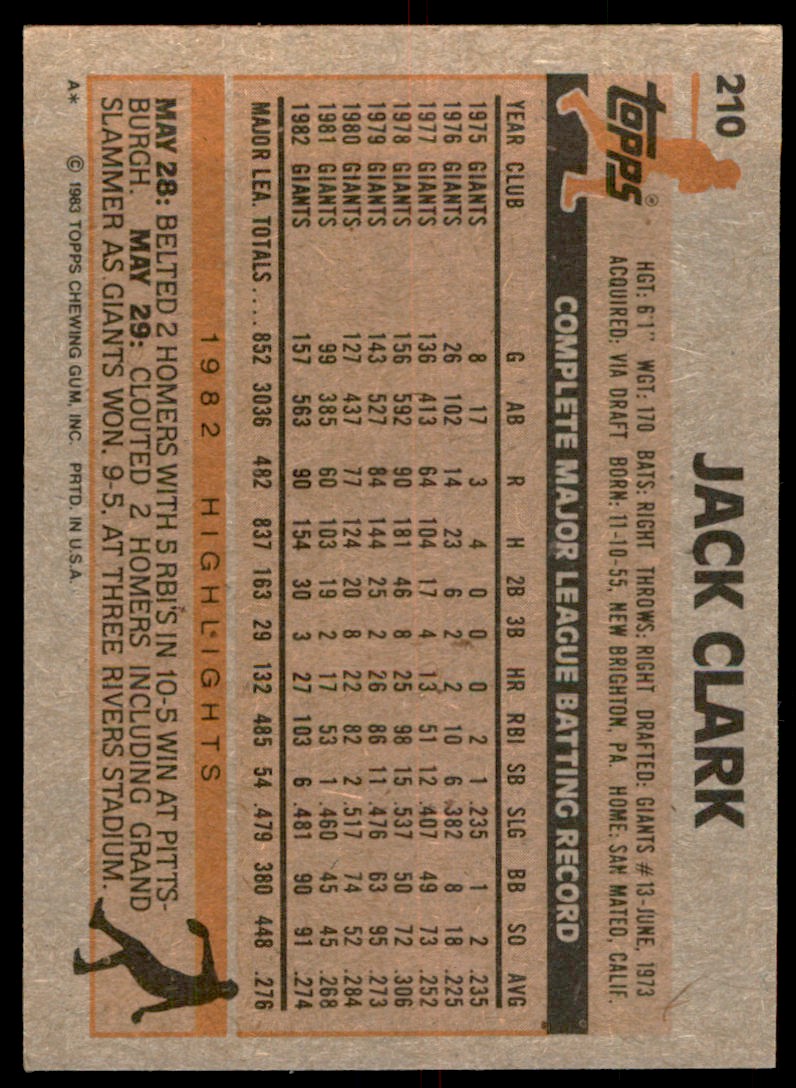 210
topps®
JACK CLARK
HGT: 6'1" WGT: 170 BATS: RIGHT THROWS: RIGHT DRAFTED: GIANTS #13-JUNE, 1973
ACQUIRED: VIA DRAFT BORN: 11-10-55, NEW BRIGHTON, PA. HOME: SAN MATEO, CALIF.
COMPLETE MAJOR LEAGUE BATTING RECORD
YEAR CLUB G AB R H 2B 3B HR RBI SB SLG BB SO AVG
1975 GIANTS 8 17 3 4 0 0 0 2 1 .235 1 2 .235
1976 GIANTS 26 102 14 23 6 2 2 10 6 .382 8 18 .225
1977 GIANTS 136 413 64 104 17 4 13 51 12 .407 49 73 .252
1978 GIANTS 156 592 90 181 46 8 25 98 15 .537 50 72 .306
1979 GIANTS 143 527 84 144 25 2 26 86 11 .476 63 95 .273
1980 GIANTS 127 437 77 124 20 8 22 82 2 .517 74 52 .284
1981 GIANTS 99 385 60 103 19 2 17 53 1 .460 45 45 .268
1982 GIANTS 157 563 90 154 30 3 27 103 6 .481 90 91 .274
MAJOR LEA. TOTALS.... 852 3036 482 837 163 29 132 485 54 .479 380 448 .276
1982 HIGHLIGHTS
MAY 28: BELTED 2 HOMERS WITH 5 RBI'S IN 10-5 WIN AT PITTS-
BURGH. MAY 29: CLOUTED 2 HOMERS INCLUDING GRAND
SLAMMER AS GIANTS WON, 9-5, AT THREE RIVERS STADIUM.
A* © 1983 TOPPS CHEWING GUM, INC. PRTD. IN U.S.A.